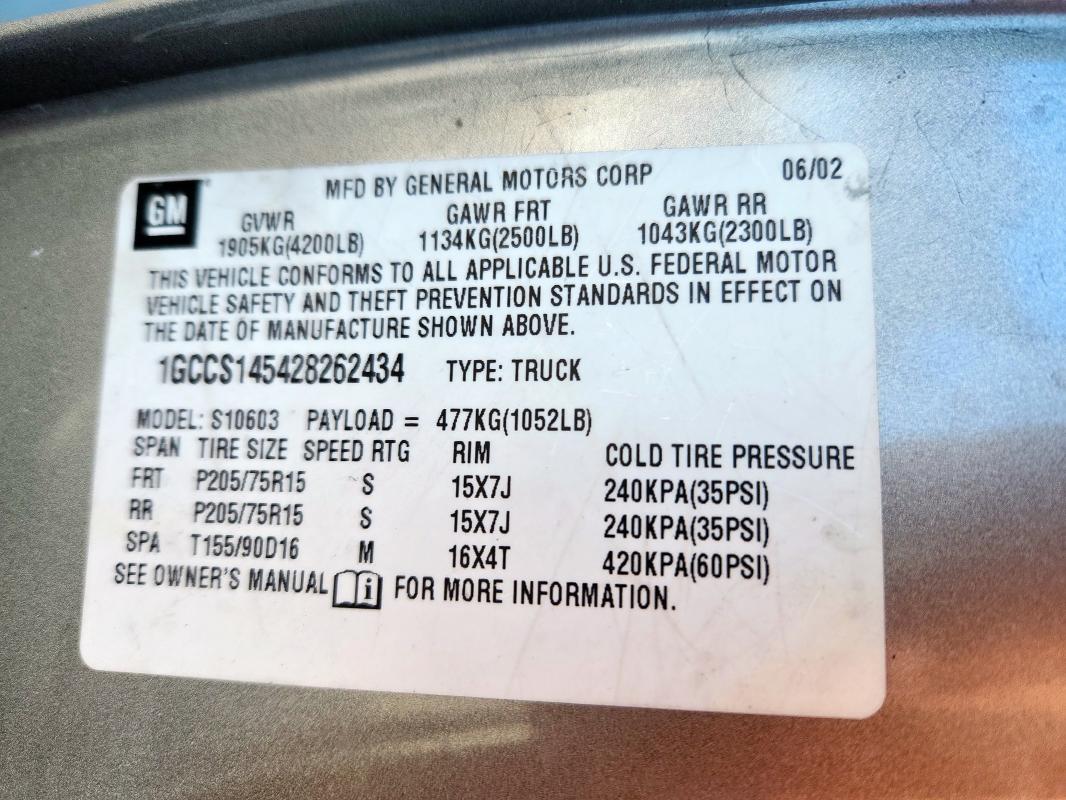 GM MFD BY GENERAL MOTORS CORP 06/02
GVWR GAWR FRT GAWR RR
1905KG(4200LB) 1134KG(2500LB) 1043KG(2300LB)
THIS VEHICLE CONFORMS TO ALL APPLICABLE U.S. FEDERAL MOTOR
VEHICLE SAFETY AND THEFT PREVENTION STANDARDS IN EFFECT ON
THE DATE OF MANUFACTURE SHOWN ABOVE.
1GCCS145428262434 TYPE: TRUCK
MODEL: S10603 PAYLOAD = 477KG(1052LB)
SPAN TIRE SIZE SPEED RTG RIM COLD TIRE PRESSURE
FRT P205/75R15 S 15X7J 240KPA(35PSI)
RR P205/75R15 S 15X7J 240KPA(35PSI)
SPA T155/90D16 M 16X4T 420KPA(60PSI)
SEE OWNER'S MANUAL i FOR MORE INFORMATION.